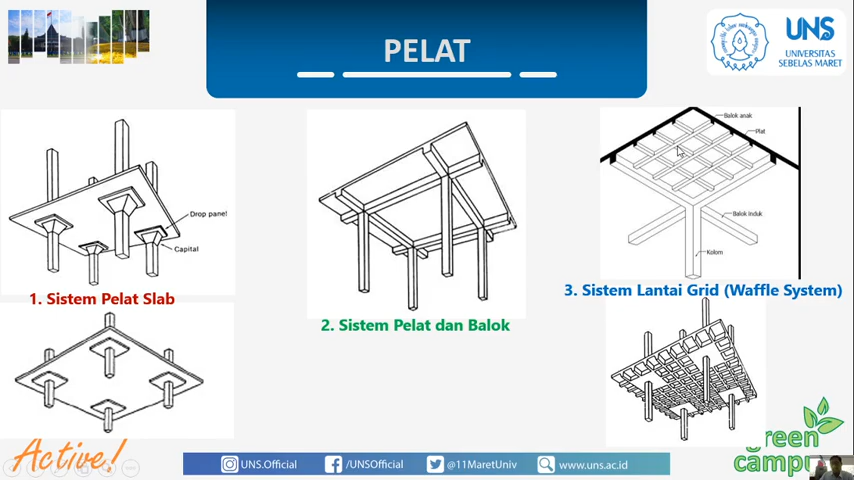 PELAT
UNS
UNIVERSITAS
SEBELAS MARET
Drop panel
Capital
1. Sistem Pelat Slab
2. Sistem Pelat dan Balok
Balok anak
Plat
Balok Induk
Kolom
3. Sistem Lantai Grid (Waffle System)
Active!
UNS.Official
/UNSOfficial
@11MaretUniv
www.uns.ac.id
green
campus